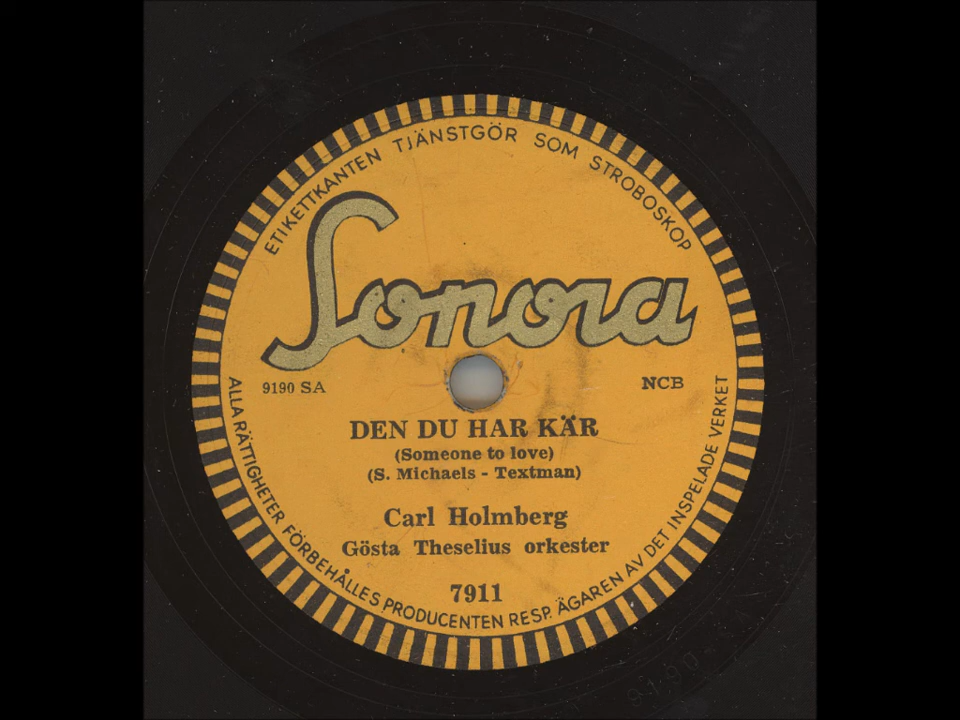 ETIKETTKANTEN TJÄNSTGÖR SOM STROBOSKOP
Sonora
9190 SA
NCB
DEN DU HAR KÄR
(Someone to love)
(S. Michaels - Textman)
Carl Holmberg
Gösta Theselius orkester
7911
ALLA RÄTTIGHETER FÖRBEHÅLLES PRODUCENTEN RESP. ÄGAREN AV DET INSPELADE VERKET